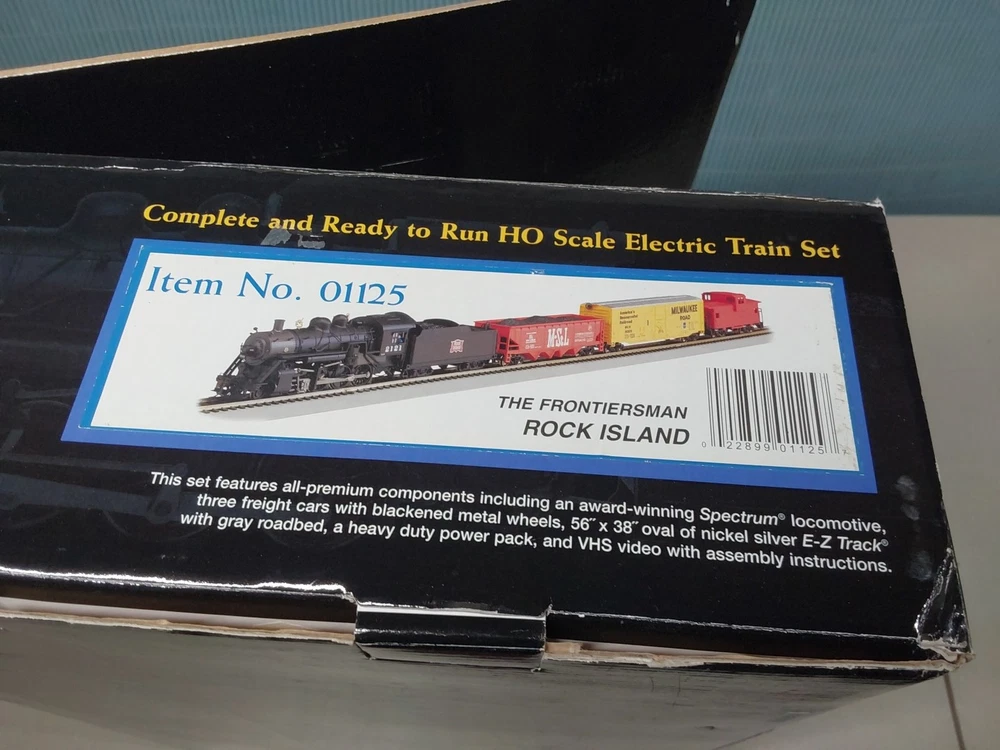 Complete and Ready to Run HO Scale Electric Train Set
Item No. 01125
2121
M-StL
MILWAUKEE
ROAD
THE FRONTIERSMAN
ROCK ISLAND
0 22899 01125
This set features all-premium components including an award-winning Spectrum® locomotive,
three freight cars with blackened metal wheels, 56˝ x 38˝ oval of nickel silver E-Z Track®
with gray roadbed, a heavy duty power pack, and VHS video with assembly instructions.